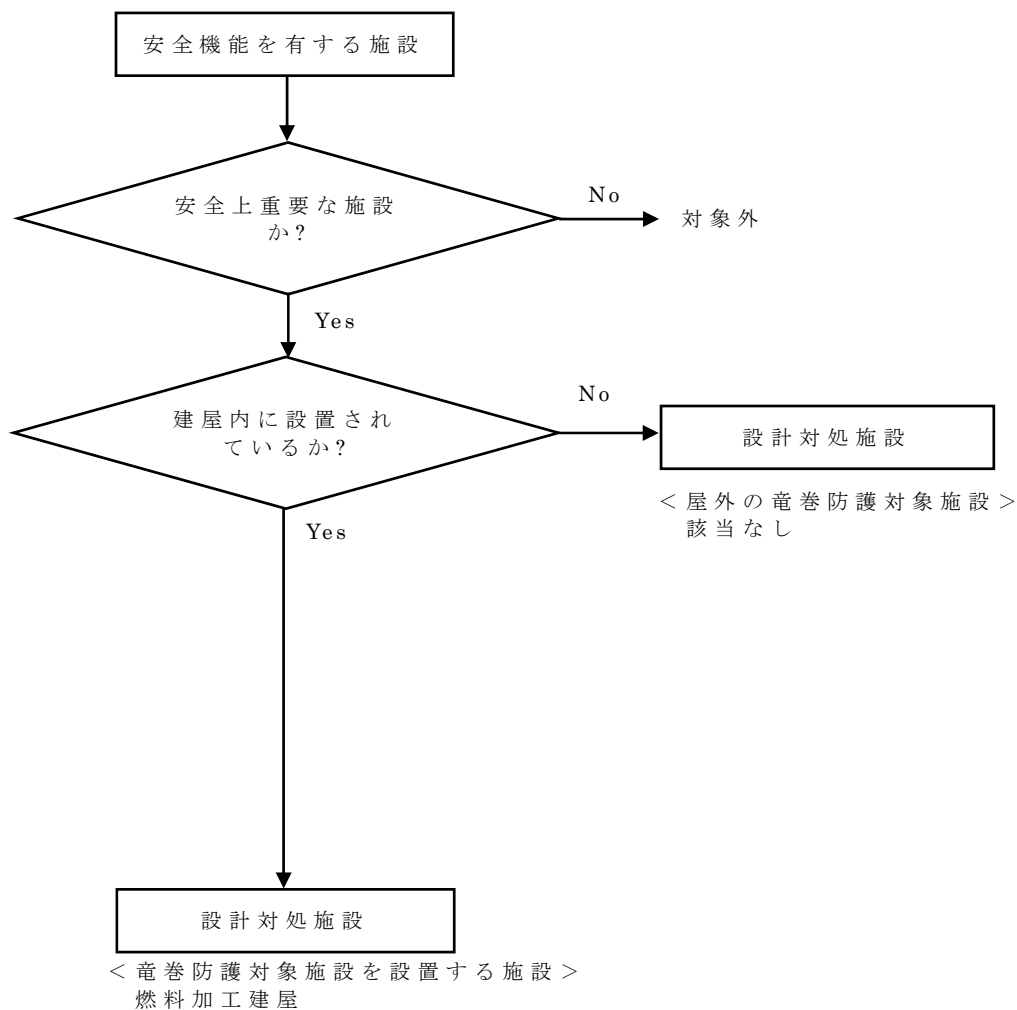 安全機能を有する施設
安全上重要な施設
か?
No
対象外
Yes
建屋内に設置され
ているか?
No
設計対処施設
＜屋外の竜巻防護対象施設＞
該当なし
Yes
設計対処施設
＜竜巻防護対象施設を設置する施設＞
燃料加工建屋